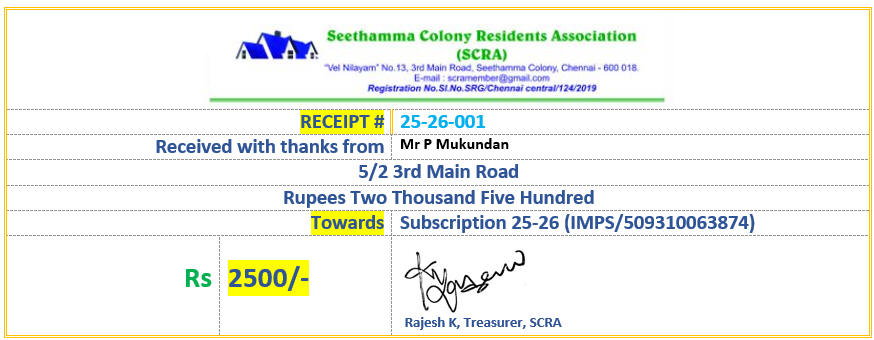 Seethamma Colony Residents Association
(SCRA)
"Vel Nilayam" No.13, 3rd Main Road, Seethamma Colony, Chennai - 600 018.
E-mail : scramember@gmail.com
Registration No.Sl.No.SRG/Chennai central/124/2019
RECEIPT # 25-26-001
Received with thanks from Mr P Mukundan
5/2 3rd Main Road
Rupees Two Thousand Five Hundred
Towards Subscription 25-26 (IMPS/509310063874)
Rs 2500/-
Rajesh K, Treasurer, SCRA